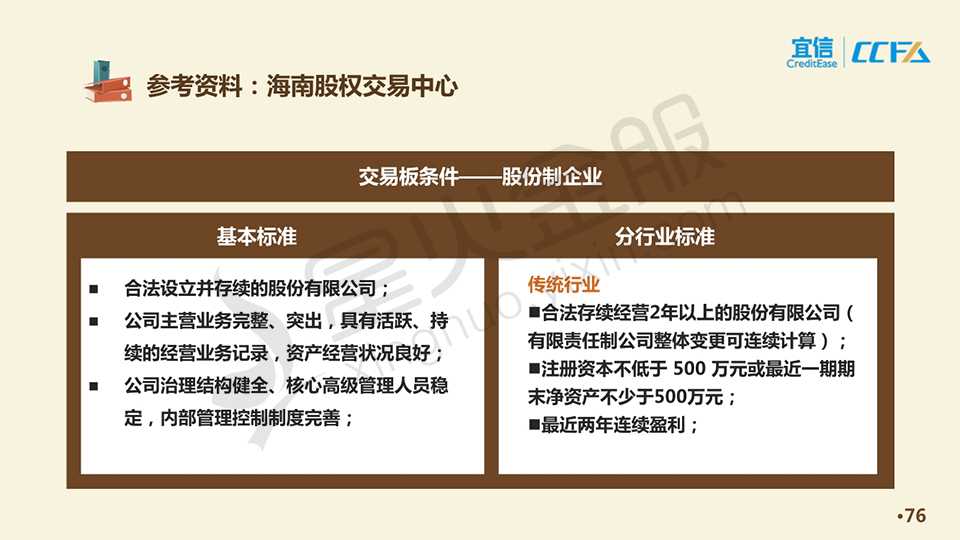 宜信
CreditEase
CCFA
参考资料：海南股权交易中心
交易板条件——股份制企业
基本标准
■ 合法设立并存续的股份有限公司；
■ 公司主营业务完整、突出，具有活跃、持
续的经营业务记录，资产经营状况良好；
■ 公司治理结构健全、核心高级管理人员稳
定，内部管理控制制度完善；
分行业标准
传统行业
■合法存续经营2年以上的股份有限公司（
有限责任制公司整体变更可连续计算）；
■注册资本不低于 500 万元或最近一期期
末净资产不少于500万元；
■最近两年连续盈利；
星火金服
xingnuo.yixin.com
•76